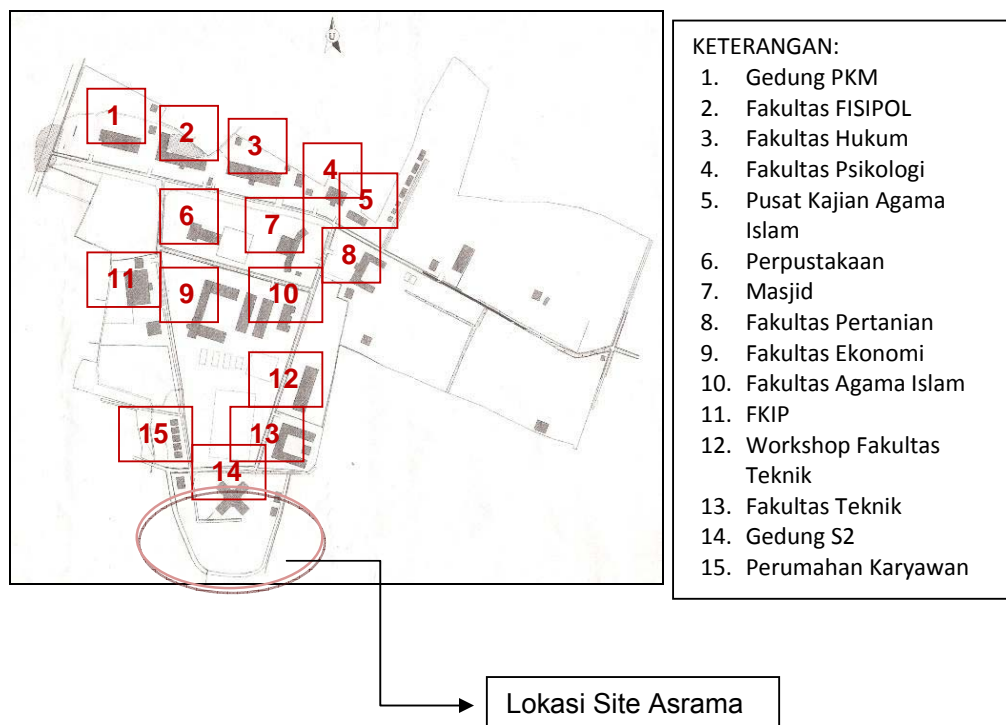 U
1
2
3
4
5
6
7
8
11
9
10
12
15
13
14
KETERANGAN:
1. Gedung PKM
2. Fakultas FISIPOL
3. Fakultas Hukum
4. Fakultas Psikologi
5. Pusat Kajian Agama
Islam
6. Perpustakaan
7. Masjid
8. Fakultas Pertanian
9. Fakultas Ekonomi
10. Fakultas Agama Islam
11. FKIP
12. Workshop Fakultas
Teknik
13. Fakultas Teknik
14. Gedung S2
15. Perumahan Karyawan
Lokasi Site Asrama